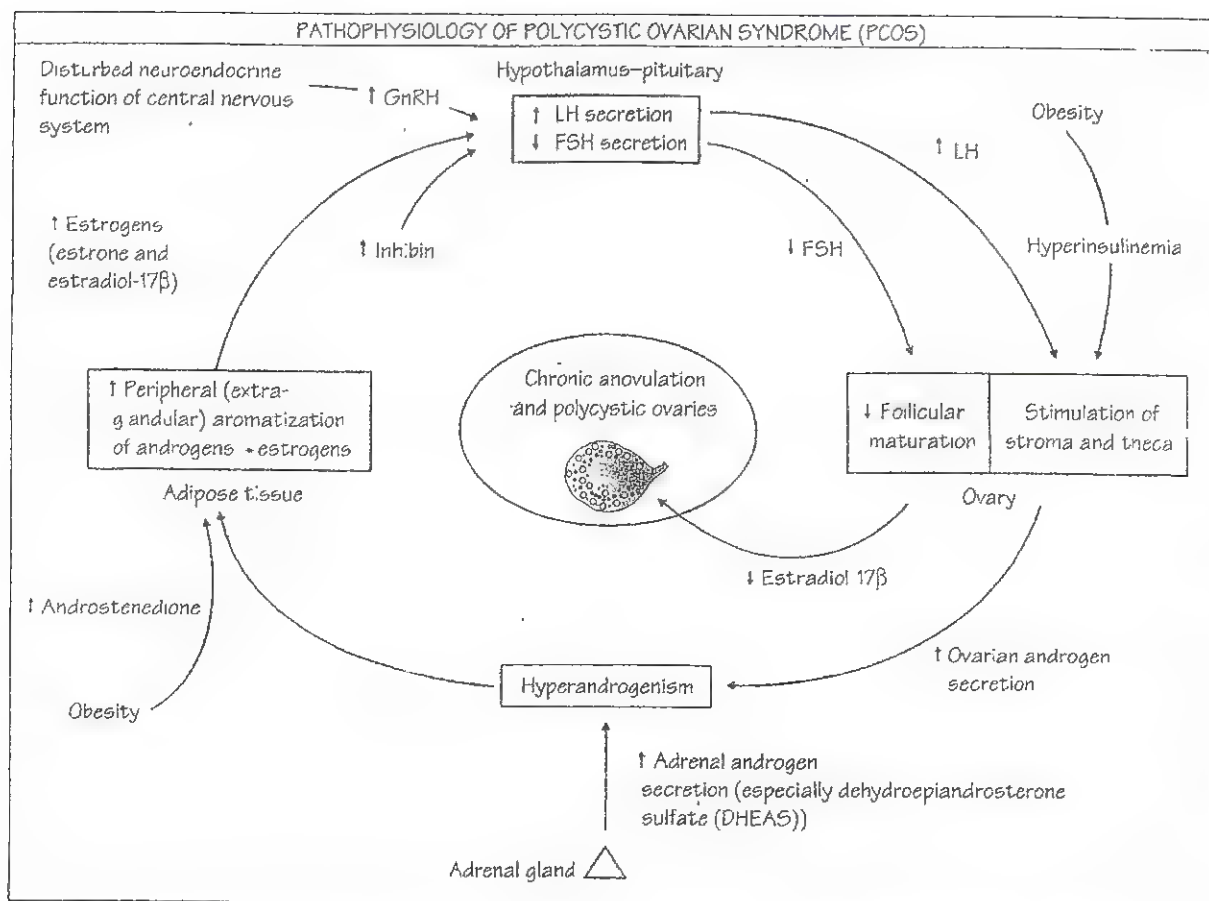 PATHOPHYSIOLOGY OF POLYCYSTIC OVARIAN SYNDROME (PCOS)
Disturbed neuroendocrine
function of central nervous
system
↑ GnRH
Hypothalamus-pituitary
↑ LH secretion
↓ FSH secretion
↑ LH
Obesity
↑ Estrogens
(estrone and
estradiol-17β)
↑ Inhibin
↓ FSH
Hyperinsulinemia
↑ Peripheral (extra-
glandular) aromatization
of androgens → estrogens
Adipose tissue
Chronic anovulation
and polycystic ovaries
↓ Follicular
maturation
Stimulation of
stroma and theca
Ovary
↓ Estradiol 17β
↑ Androstenedione
Obesity
Hyperandrogenism
↑ Ovarian androgen
secretion
↑ Adrenal androgen
secretion (especially dehydroepiandrosterone
sulfate (DHEAS))
Adrenal gland